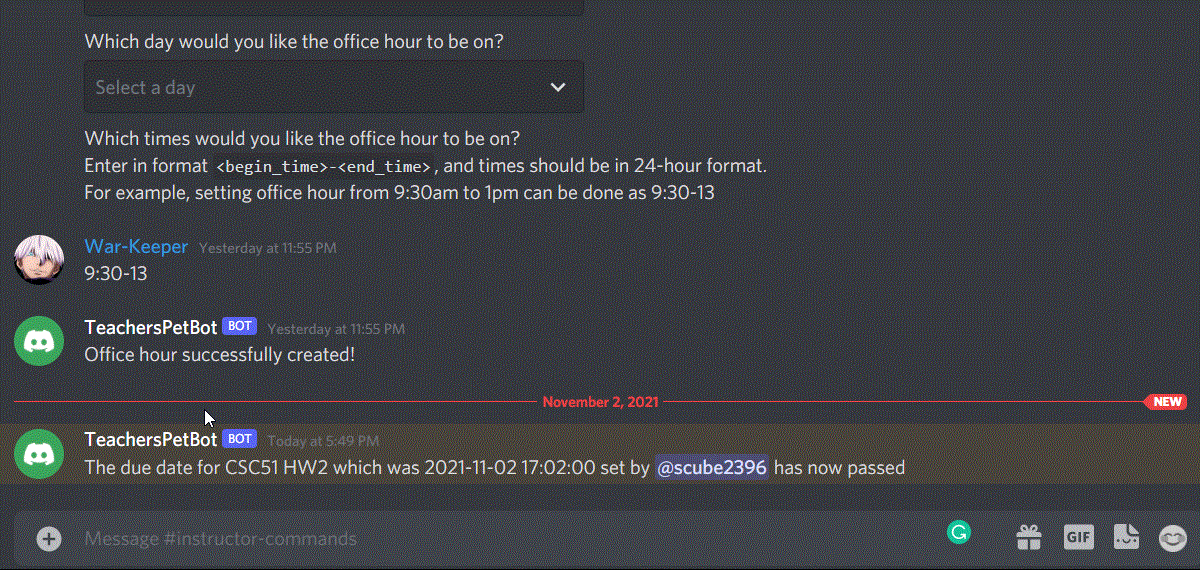 Which day would you like the office hour to be on?
Select a day
Which times would you like the office hour to be on?
Enter in format <begin_time>-<end_time>, and times should be in 24-hour format.
For example, setting office hour from 9:30am to 1pm can be done as 9:30-13
War-Keeper Yesterday at 11:55 PM
9:30-13
TeachersPetBot BOT Yesterday at 11:55 PM
Office hour successfully created!
November 2, 2021 NEW
TeachersPetBot BOT Today at 5:49 PM
The due date for CSC51 HW2 which was 2021-11-02 17:02:00 set by @scube2396 has now passed
Message #instructor-commands
GIF